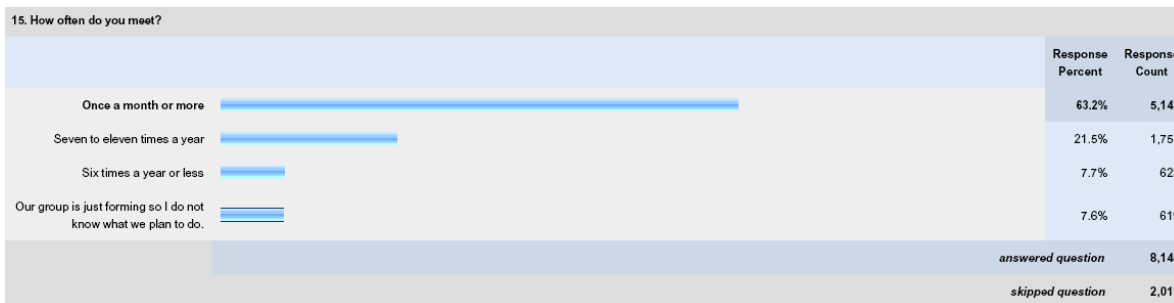 15. How often do you meet?
Response Percent Response Count
Once a month or more 63.2%
Seven to eleven times a year 21.5%
Six times a year or less 7.7%
Our group is just forming so I do not
know what we plan to do. 7.6%
answered question
skipped question